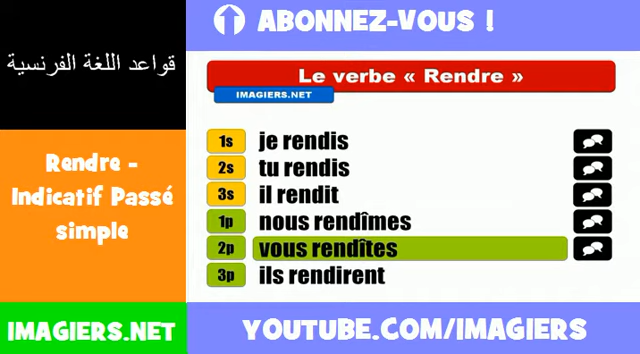 قواعد اللغة الفرنسية
Rendre -
Indicatif Passé
simple
IMAGIERS.NET
ABONNEZ-VOUS !
Le verbe « Rendre »
IMAGIERS.NET
1s je rendis
2s tu rendis
3s il rendit
1p nous rendîmes
2p vous rendîtes
3p ils rendirent
YOUTUBE.COM/IMAGIERS